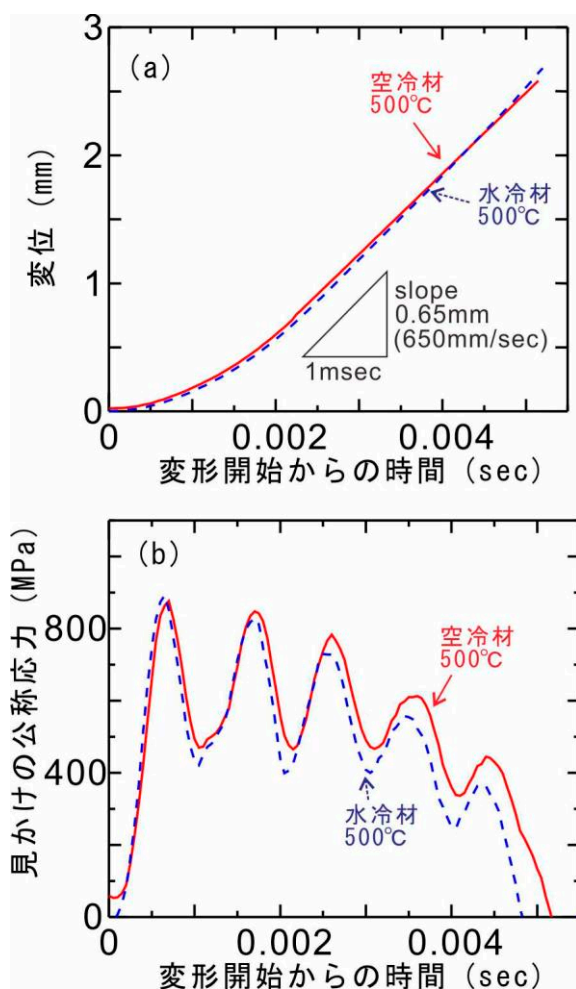 3
(a)
空冷材
500℃
2
変位 (mm)
水冷材
500℃
1
slope
0.65mm
(650mm/sec)
1msec
0
0
0.002
0.004
変形開始からの時間 (sec)
(b)
見かけの公称応力 (MPa)
800
空冷材
500℃
400
水冷材
500℃
0
0
0.002
0.004
変形開始からの時間 (sec)